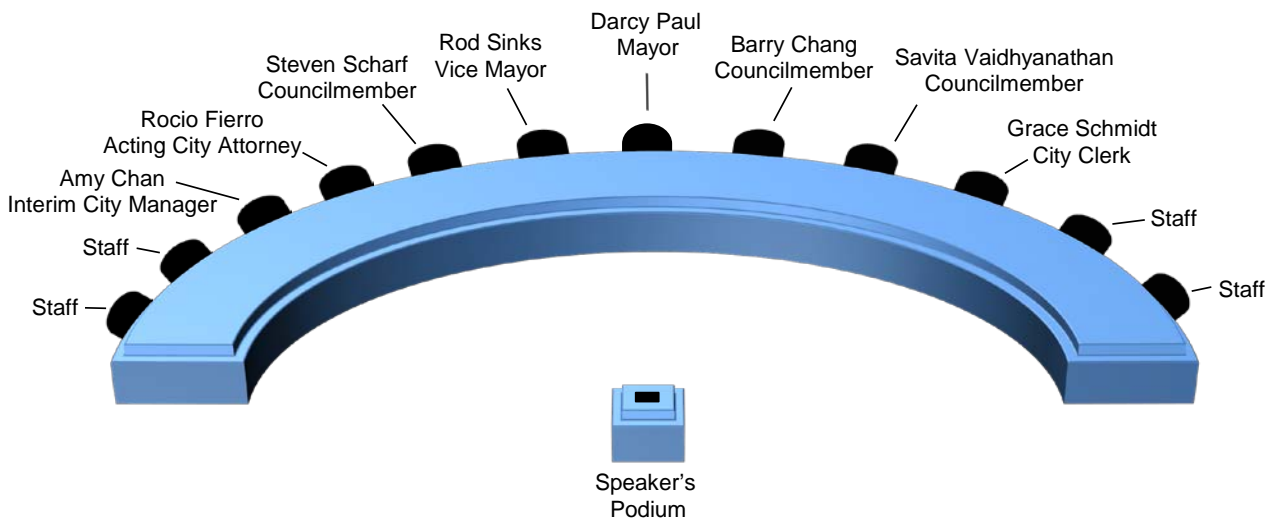 Darcy Paul
Mayor
Rod Sinks
Vice Mayor
Barry Chang
Councilmember
Steven Scharf
Councilmember
Savita Vaidhyanathan
Councilmember
Rocio Fierro
Acting City Attorney
Grace Schmidt
City Clerk
Amy Chan
Interim City Manager
Staff
Staff
Staff
Staff
Speaker's
Podium